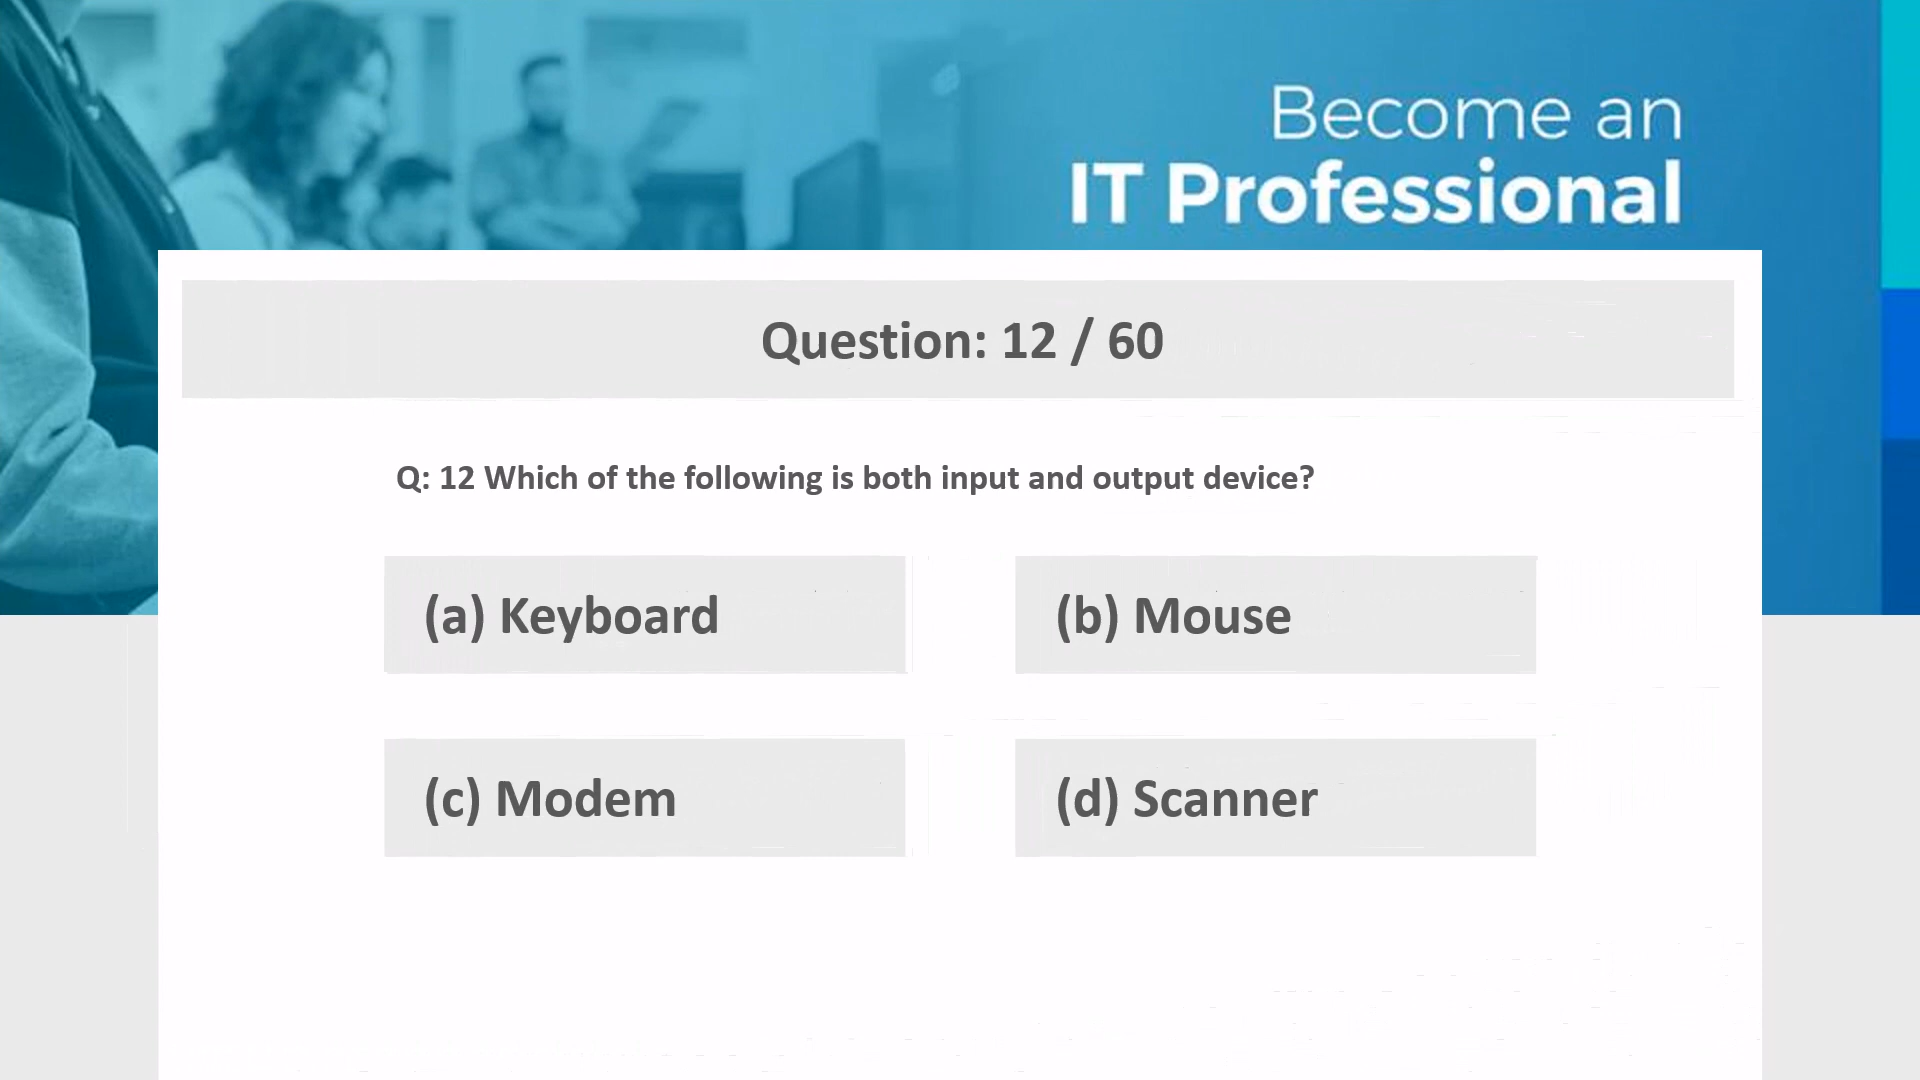 Become an
IT Professional
Question: 12 / 60
Q: 12 Which of the following is both input and output device?
(a) Keyboard
(b) Mouse
(c) Modem
(d) Scanner